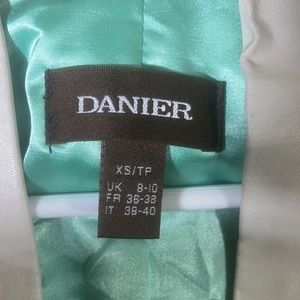 DANIER
XS/TP
UK 8-10
FR 36-38
IT 38-40